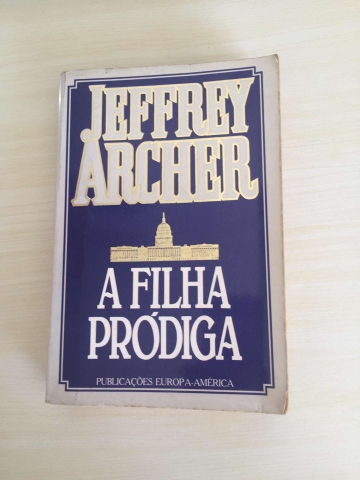 JEFFREY
ARCHER
A FILHA
PRÓDIGA
PUBLICAÇÕES EUROPA-AMÉRICA